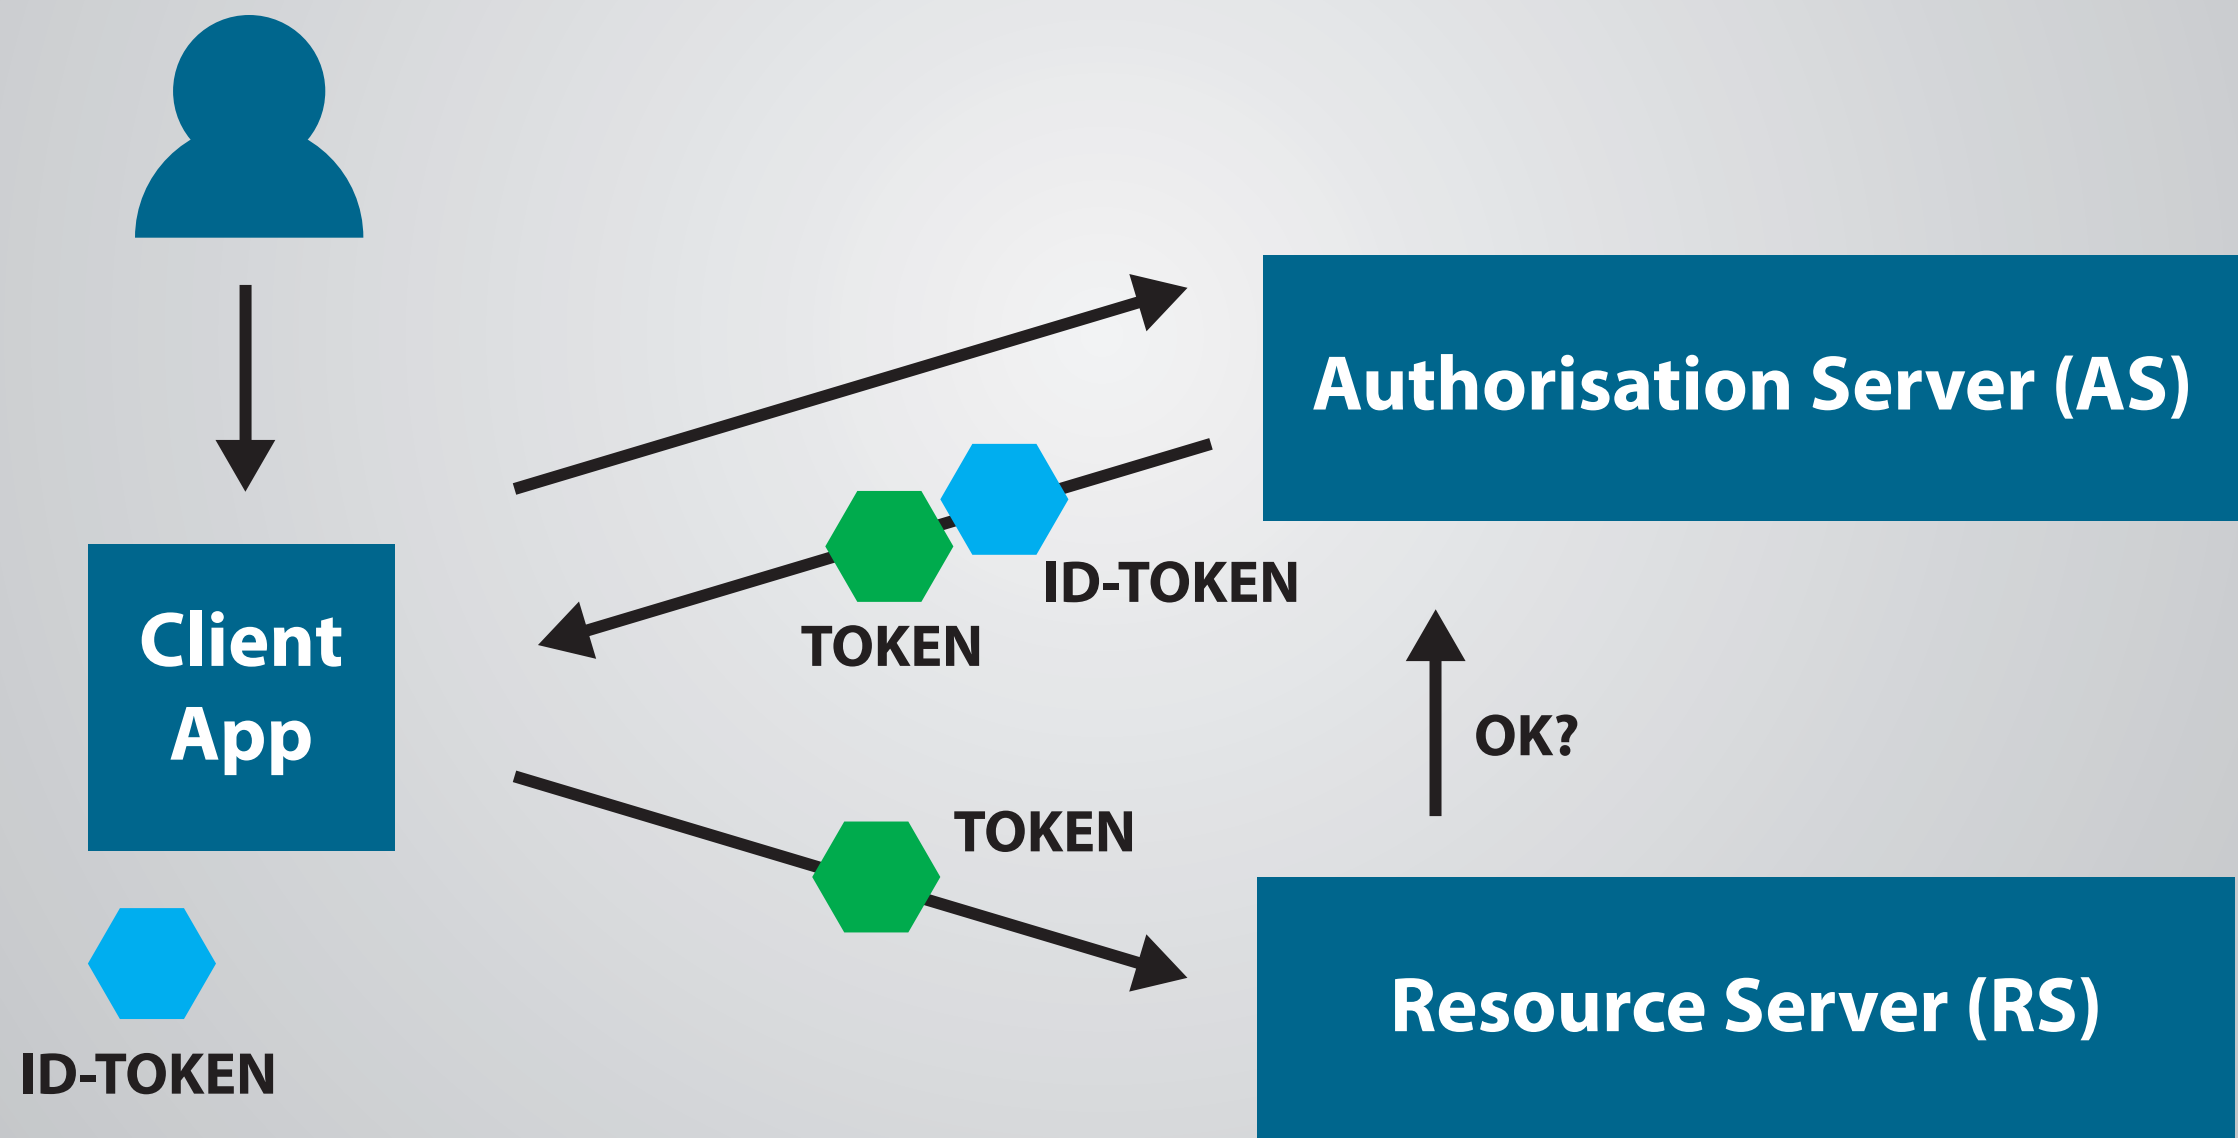 Authorisation Server (AS)
ID-TOKEN
TOKEN
Client
App
OK?
TOKEN
Resource Server (RS)
ID-TOKEN